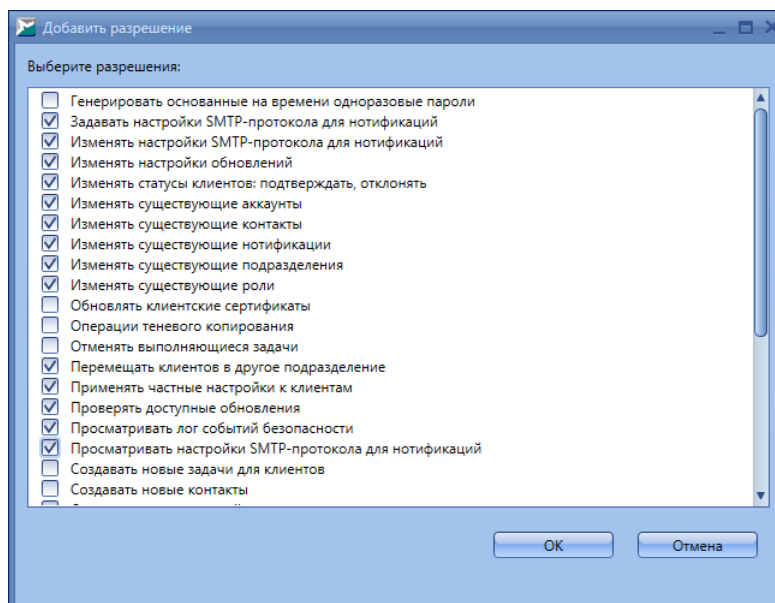 Добавить разрешение
Выберите разрешения:
Генерировать основанные на времени одноразовые пароли
Задавать настройки SMTP-протокола для нотификаций
Изменять настройки SMTP-протокола для нотификаций
Изменять настройки обновлений
Изменять статусы клиентов: подтверждать, отклонять
Изменять существующие аккаунты
Изменять существующие контакты
Изменять существующие нотификации
Изменять существующие подразделения
Изменять существующие роли
Обновлять клиентские сертификаты
Операции теневого копирования
Отменять выполняющиеся задачи
Перемещать клиентов в другое подразделение
Применять частные настройки к клиентам
Проверять доступные обновления
Просматривать лог событий безопасности
Просматривать настройки SMTP-протокола для нотификаций
Создавать новые задачи для клиентов
Создавать новые контакты
OK
Отмена